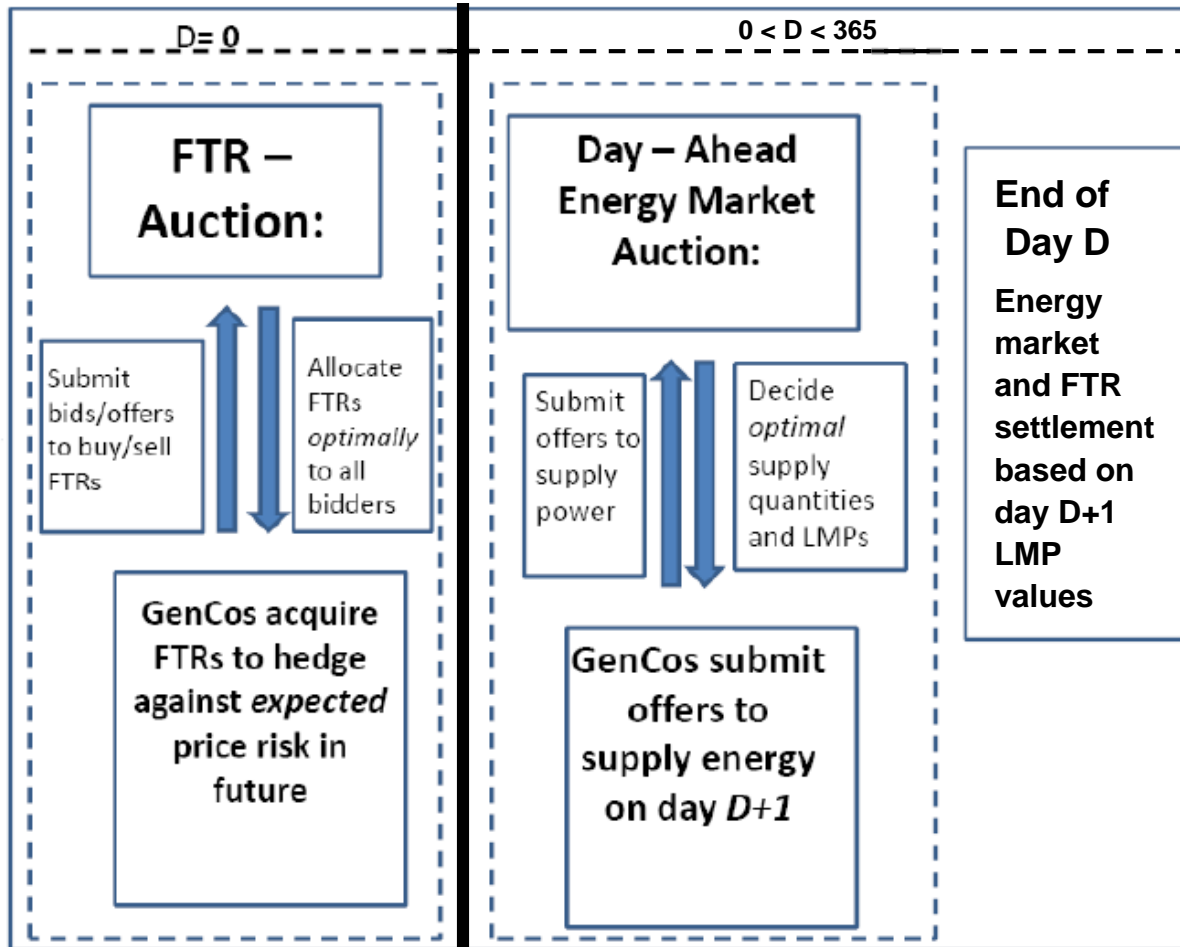 D= 0
0 < D < 365
FTR –
Auction:
Submit
bids/offers
to buy/sell
FTRs
Allocate
FTRs
optimally
to all
bidders
GenCos acquire
FTRs to hedge
against expected
price risk in
future
Day – Ahead
Energy Market
Auction:
Submit
offers to
supply
power
Decide
optimal
supply
quantities
and LMPs
GenCos submit
offers to
supply energy
on day D+1
End of
Day D
Energy
market
and FTR
settlement
based on
day D+1
LMP
values